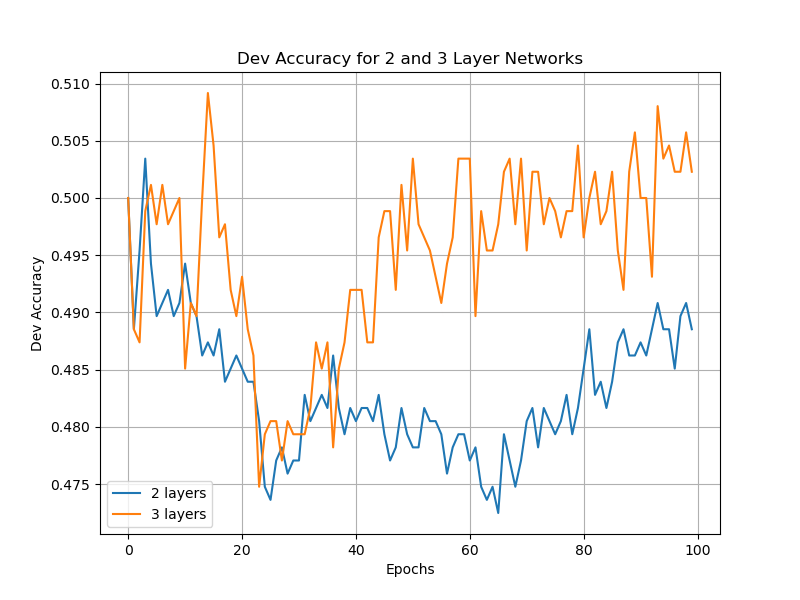 Dev Accuracy for 2 and 3 Layer Networks
0.510
0.505
0.500
0.495
0.490
0.485
0.480
0.475
Dev Accuracy
2 layers
3 layers
0 20 40 60 80 100
Epochs